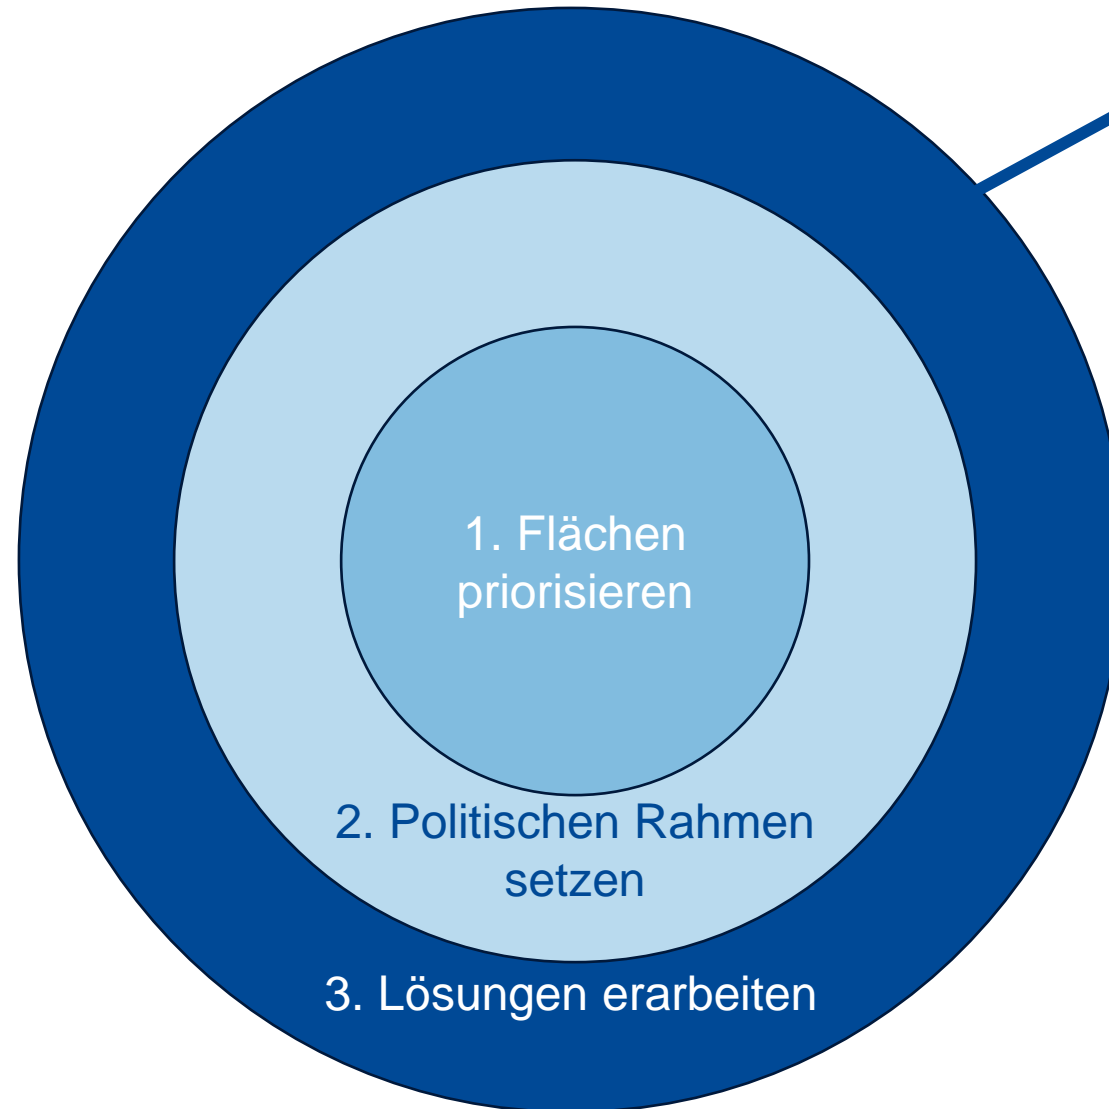 1. Flächen
priorisieren
2. Politischen Rahmen
setzen
3. Lösungen erarbeiten